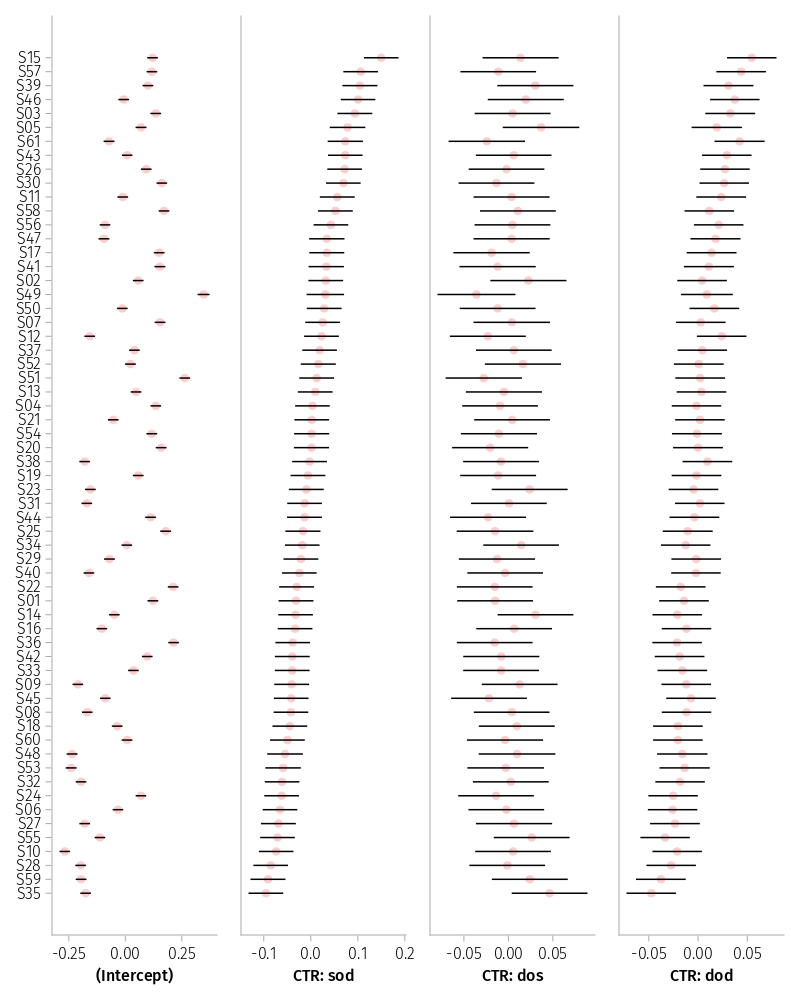 S15
S57
S39
S46
S03
S05
S61
S43
S26
S30
S11
S58
S56
S47
S17
S41
S02
S49
S50
S07
S12
S37
S52
S51
S13
S04
S21
S54
S20
S38
S19
S23
S31
S44
S25
S34
S29
S40
S22
S01
S14
S16
S36
S42
S33
S09
S45
S08
S18
S60
S48
S53
S32
S24
S06
S27
S55
S10
S28
S59
S35
-0.25 0.00 0.25 -0.1 0.0 0.1 0.2 -0.05 0.00 0.05 -0.05 0.00 0.05
(Intercept) CTR: sod CTR: dos CTR: dod